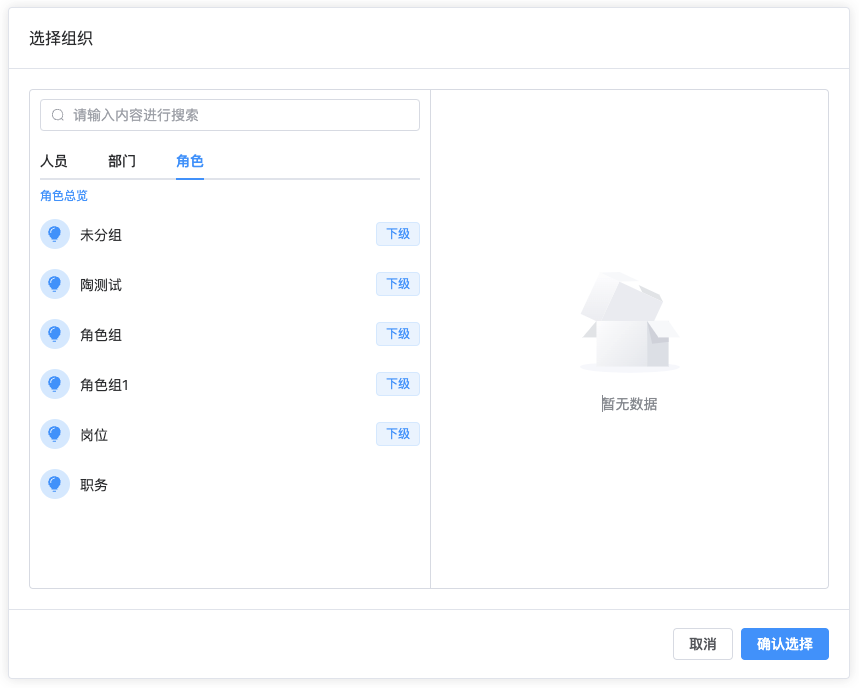 选择组织
请输入内容进行搜索
人员 部门 角色
角色总览
未分组 下级
陶测试 下级
角色组 下级
角色组1 下级
岗位 下级
职务
暂无数据
取消 确认选择